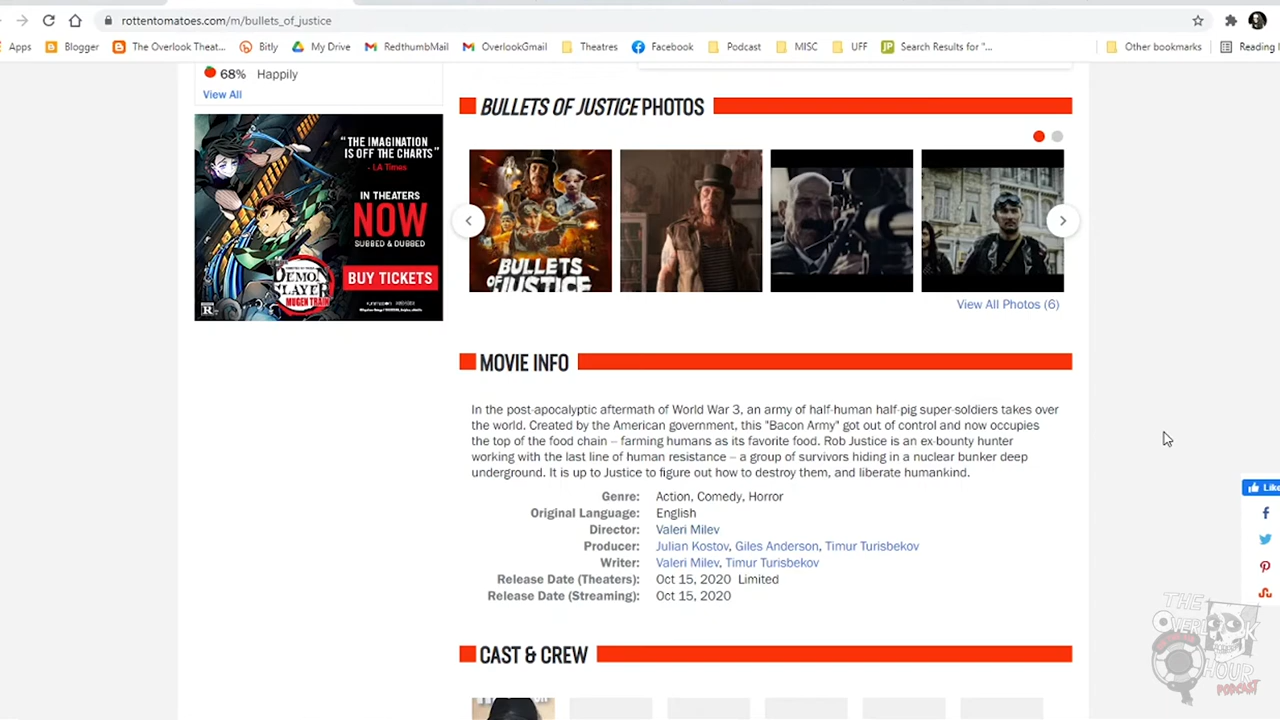 rottentomatoes.com/m/bullets_of_justice
Apps Blogger The Overlook Theat... Bitly My Drive RedthumbMail OverlookGmail Theatres Facebook Podcast MISC UFF Search Results for "... Other bookmarks Reading l
68% Happily
View All
BULLETS OF JUSTICE PHOTOS
"THE IMAGINATION
IS OFF THE CHARTS"
- LA Times
IN THEATERS
NOW
SUBBED & DUBBED
BUY TICKETS
DEMON
SLAYER
MUGEN TRAIN
R
BULLETS
OF JUSTICE
View All Photos (6)
MOVIE INFO
In the post-apocalyptic aftermath of World War 3, an army of half-human half-pig super-soldiers takes over
the world. Created by the American government, this "Bacon Army" got out of control and now occupies
the top of the food chain – farming humans as its favorite food. Rob Justice is an ex-bounty hunter
working with the last line of human resistance – a group of survivors hiding in a nuclear bunker deep
underground. It is up to Justice to figure out how to destroy them, and liberate humankind.
Genre: Action, Comedy, Horror
Original Language: English
Director: Valeri Milev
Producer: Julian Kostov, Giles Anderson, Timur Turisbekov
Writer: Valeri Milev, Timur Turisbekov
Release Date (Theaters): Oct 15, 2020 Limited
Release Date (Streaming): Oct 15, 2020
Like
CAST & CREW
THE
OVERLOOK
HOUR
PODCAST